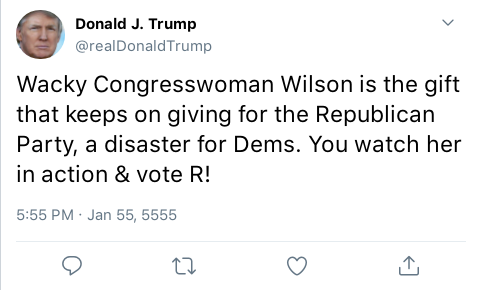 Donald J. Trump
@realDonaldTrump
Wacky Congresswoman Wilson is the gift
that keeps on giving for the Republican
Party, a disaster for Dems. You watch her
in action & vote R!
5:55 PM · Jan 55, 5555